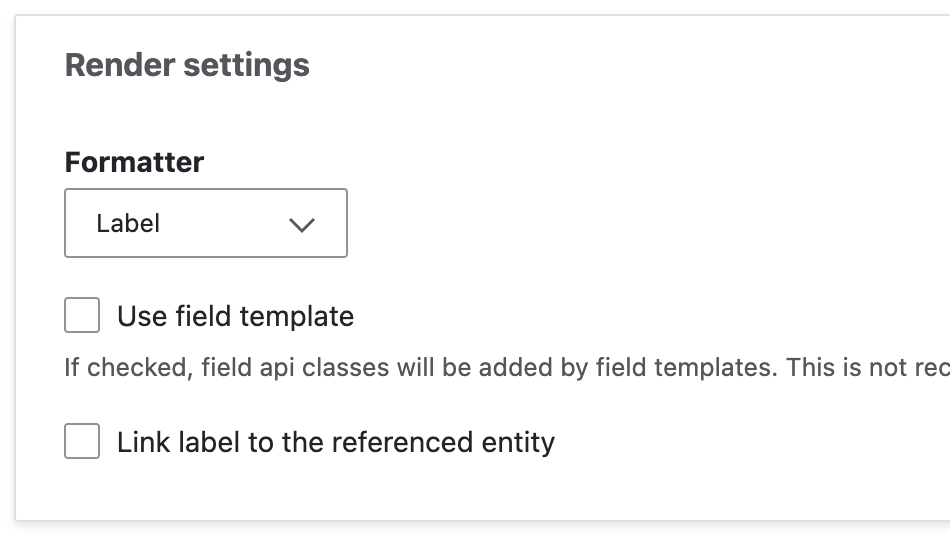 Render settings
Formatter
Label
Use field template
If checked, field api classes will be added by field templates. This is not
Link label to the referenced entity